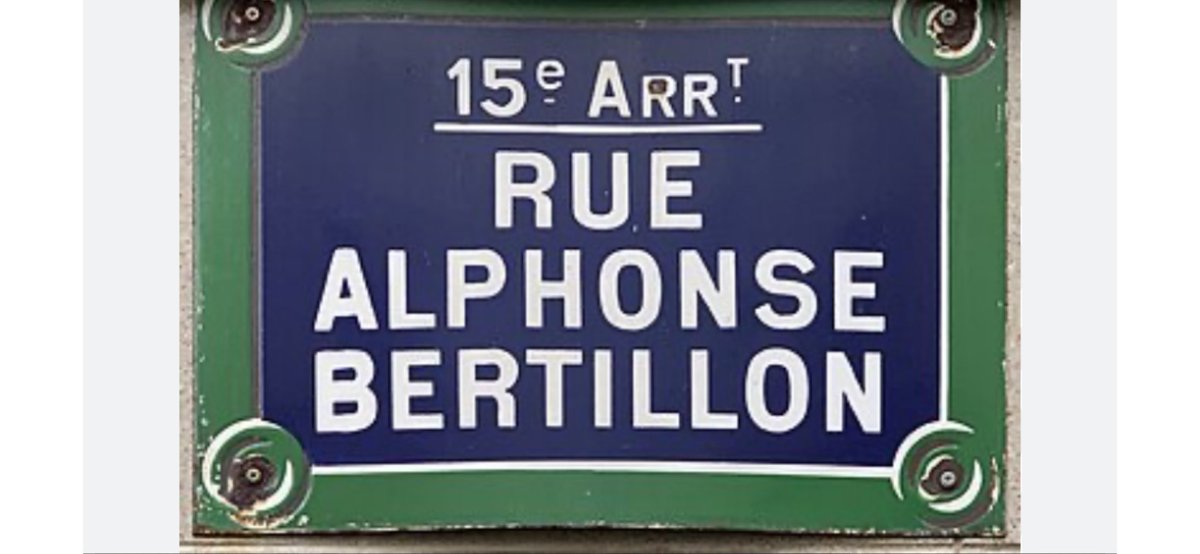 15e ARRT.
RUE
ALPHONSE
BERTILLON